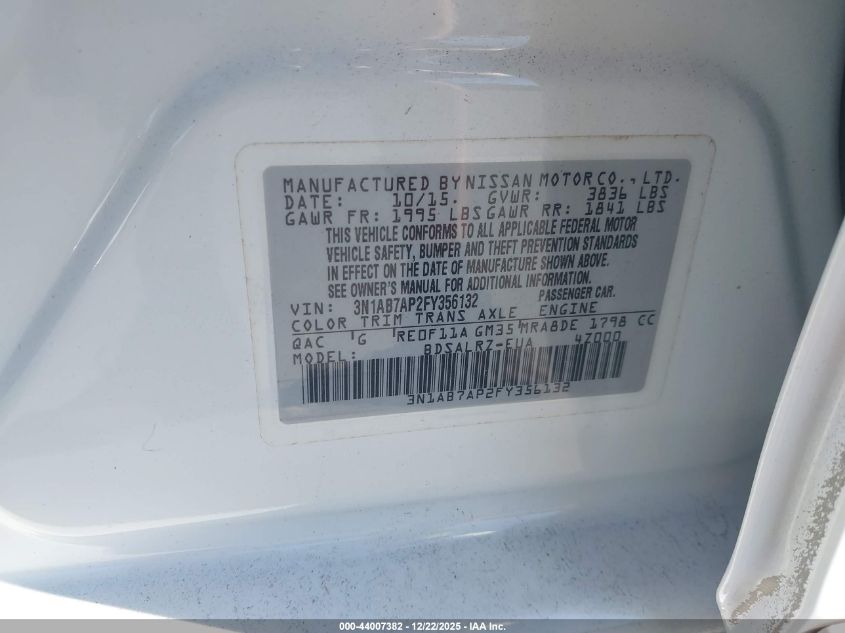 MANUFACTURED BY NISSAN MOTOR CO., LTD.
DATE: 10/15. GVWR: 3836 LBS
GAWR FR: 1995 LBS GAWR RR: 1841 LBS
THIS VEHICLE CONFORMS TO ALL APPLICABLE FEDERAL MOTOR
VEHICLE SAFETY, BUMPER AND THEFT PREVENTION STANDARDS
IN EFFECT ON THE DATE OF MANUFACTURE SHOWN ABOVE.
SEE OWNER'S MANUAL FOR ADDITIONAL INFORMATION.
VIN: 3N1AB7AP2FY356132 PASSENGER CAR.
COLOR TRIM TRANS AXLE ENGINE
QAC G RE0F11A GM35 MRA8DE 1798 CC
MODEL: BDSALRZ-EUA 4Z000
3N1AB7AP2FY356132
000-44007382 - 12/22/2025 - IAA Inc.